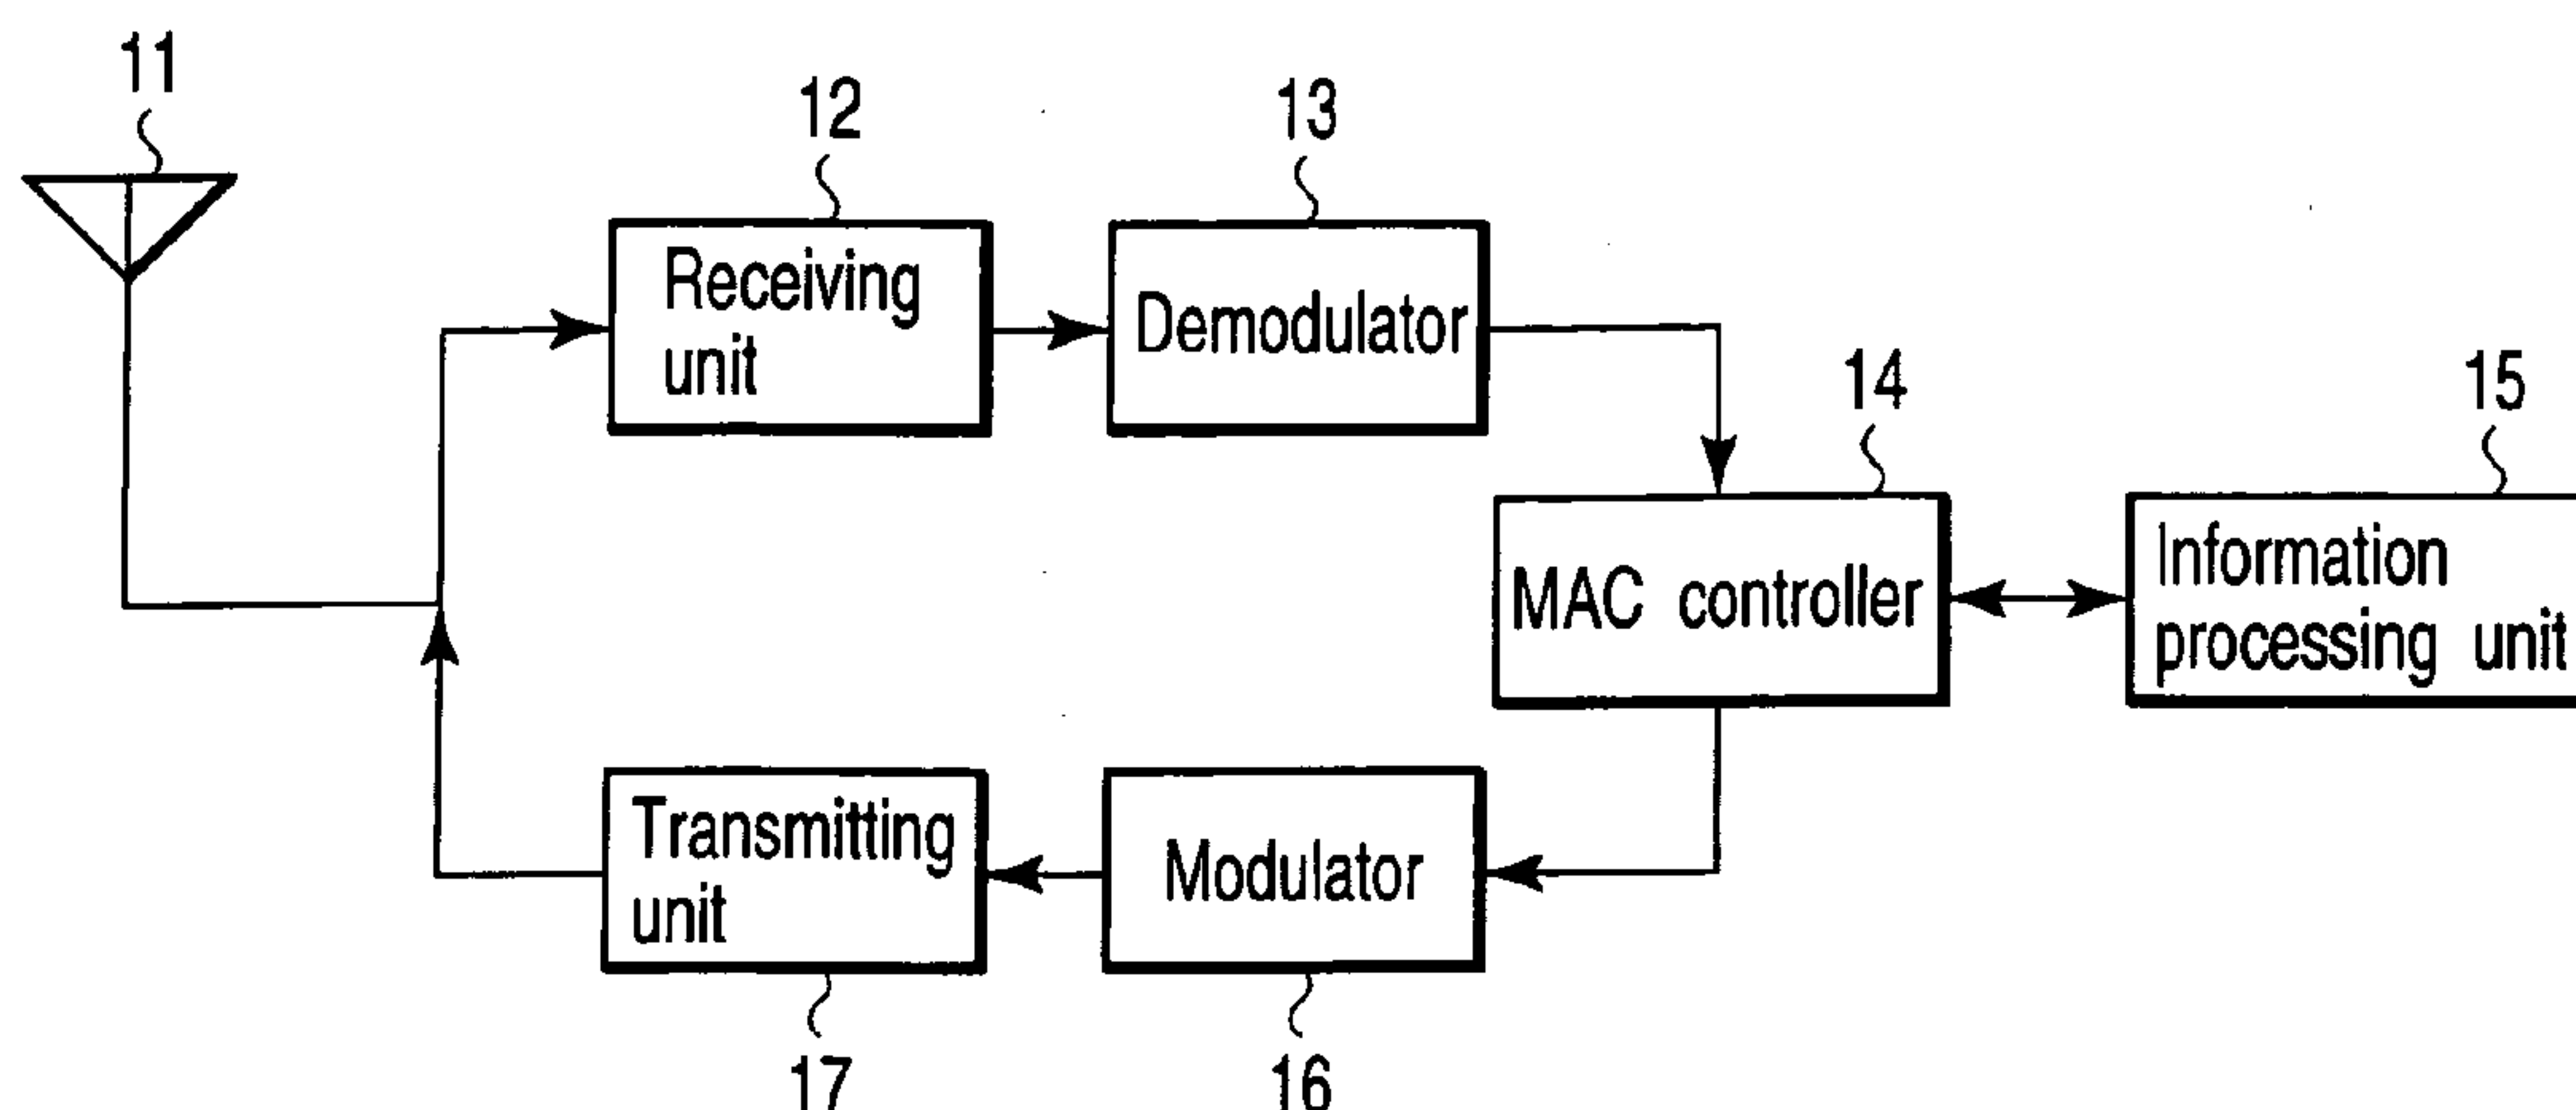 11
12
13
Receiving
unit
Demodulator
14
15
MAC controller
Information
processing unit
Transmitting
unit
Modulator
17
16